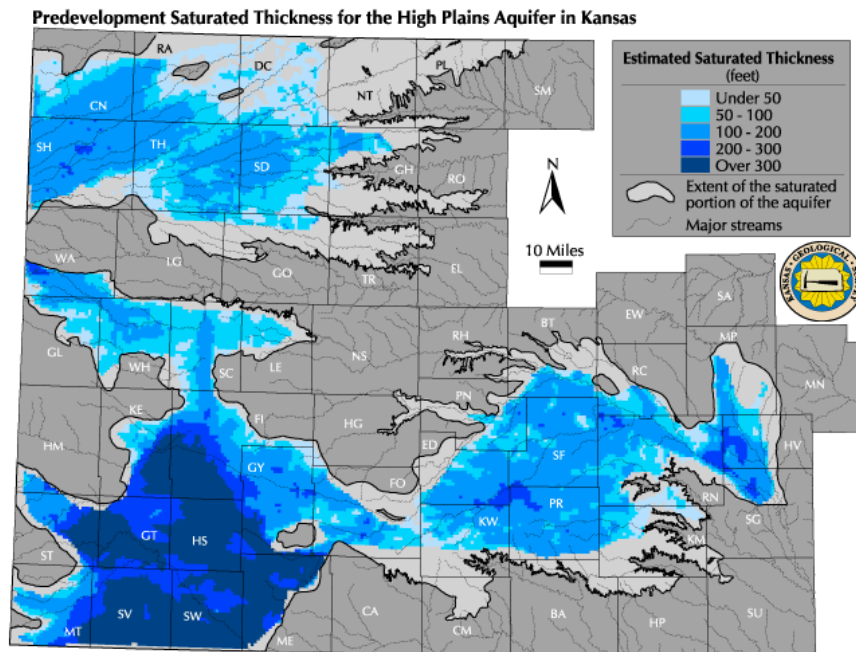 Predevelopment Saturated Thickness for the High Plains Aquifer in Kansas
Estimated Saturated Thickness
(feet)
Under 50
50 - 100
100 - 200
200 - 300
Over 300
Extent of the saturated
portion of the aquifer
Major streams
N
10 Miles
KANSAS GEOLOGICAL
RA
DC
NT
PL
SM
CN
SH
TH
SD
GH
RO
WA
LG
GO
TR
EL
GL
WH
SC
LE
NS
RH
BT
EW
SA
RC
MP
MN
HM
KE
FI
HG
PN
ED
SF
HV
GY
FO
KW
PR
RN
SG
KM
ST
GT
HS
MT
SV
SW
ME
CA
CM
BA
HP
SU